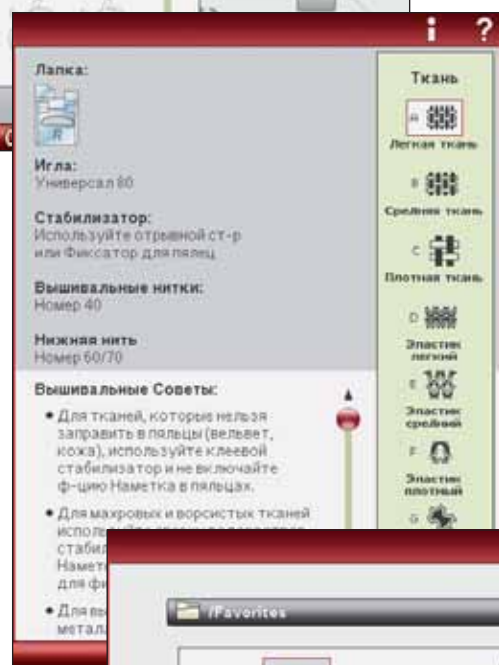 i ?
Лапка:
R
Игла:
Универсал 80
Стабилизатор:
Используйте отрывной ст-р
или Фиксатор для пялец
Вышивальные нитки:
Номер 40
Нижняя нить
Номер 60/70
Вышивальные Советы:
• Для тканей, которые нельзя
заправить в пяльцы (вельвет,
кожа), используйте клеевой
стабилизатор и не включайте
ф-цию Наметка в пяльцах.
• Для махровых и ворсистых тканей
Ткань
A
Легкая ткань
B
Средняя ткань
C
Плотная ткань
D
Эластик
легкий
E
Эластик
средний
F
Эластик
плотный
G
/Favorites